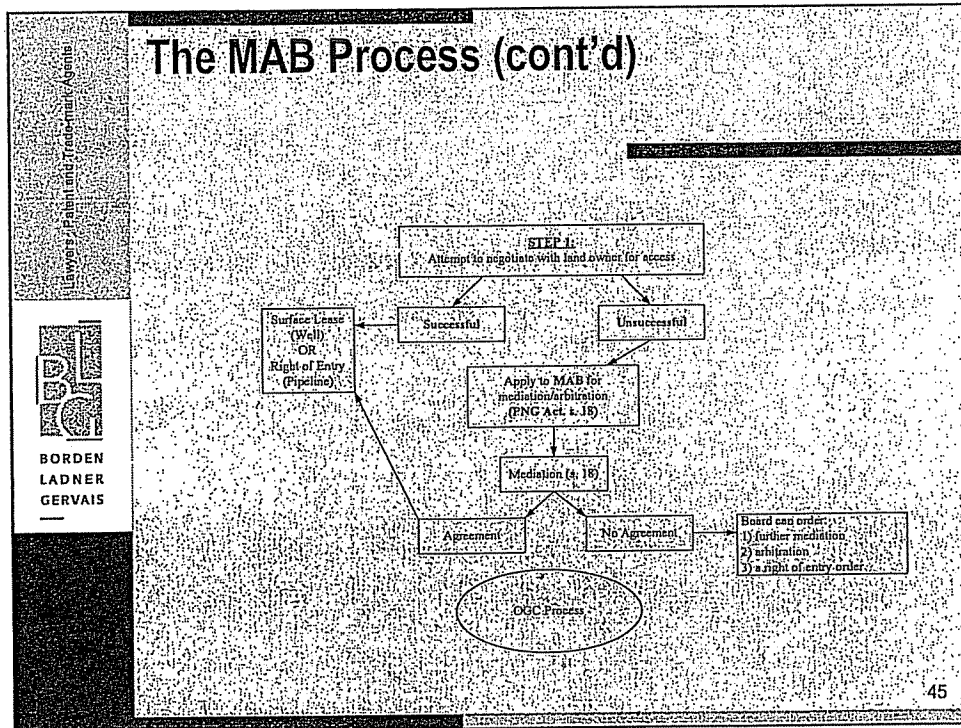 The MAB Process (cont'd)
Lawyers / Patent and Trade-mark Agents
STEP 1:
Attempt to negotiate with land owner for access
Surface Lease
(Well)
OR
Right of Entry
(Pipeline)
Successful
Unsuccessful
Apply to MAB for
mediation/arbitration
(PNG Act, s. 18)
Mediation (s. 18)
Agreement
No Agreement
Board can order:
1) further mediation
2) arbitration
3) a right of entry order
OGC Process
BLG
BORDEN
LADNER
GERVAIS
45